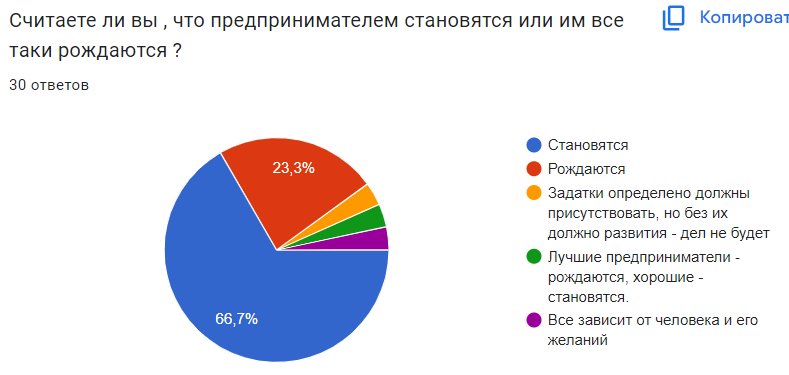 Считаете ли вы , что предпринимателем становятся или им все
таки рождаются ?
Копироват
30 ответов
23,3%
66,7%
Становятся
Рождаются
Задатки определено должны
присутствовать, но без их
должно развития - дел не будет
Лучшие предприниматели -
рождаются, хорошие -
становятся.
Все зависит от человека и его
желаний